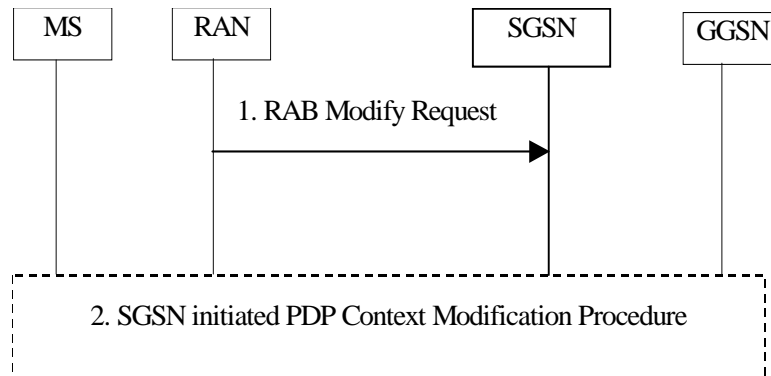 MS RAN SGSN GGSN
1. RAB Modify Request
2. SGSN initiated PDP Context Modification Procedure